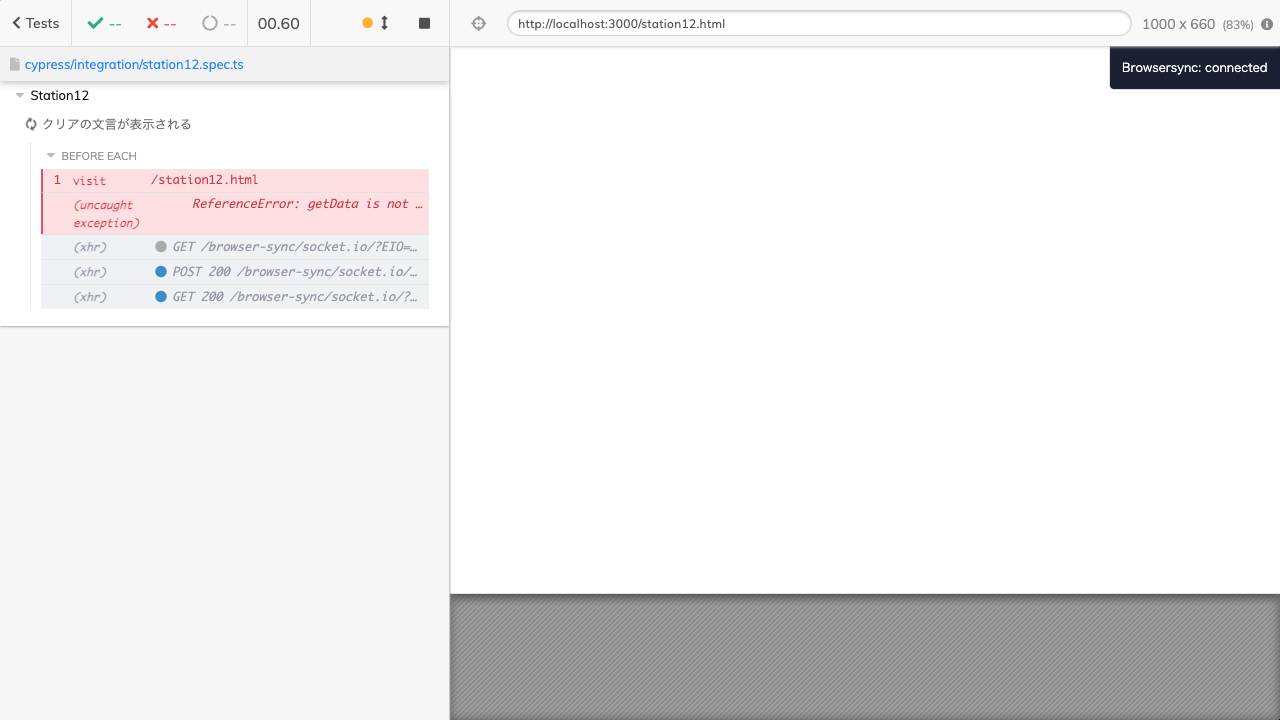 Tests -- -- -- 00.60
http://localhost:3000/station12.html 1000 x 660 (83%)
cypress/integration/station12.spec.ts
Browsersync: connected
Station12
クリアの文言が表示される
BEFORE EACH
1 visit /station12.html
(uncaught exception) ReferenceError: getData is not …
(xhr) GET /browser-sync/socket.io/?EIO=…
(xhr) POST 200 /browser-sync/socket.io/…
(xhr) GET 200 /browser-sync/socket.io/?…